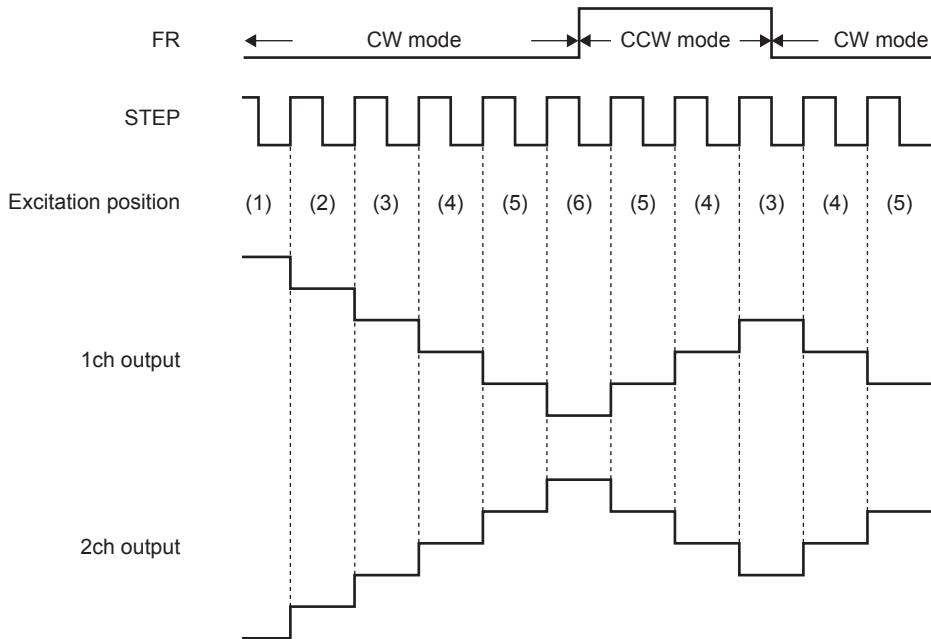 FR CW mode CCW mode CW mode
STEP
Excitation position (1) (2) (3) (4) (5) (6) (5) (4) (3) (4) (5)
1ch output
2ch output